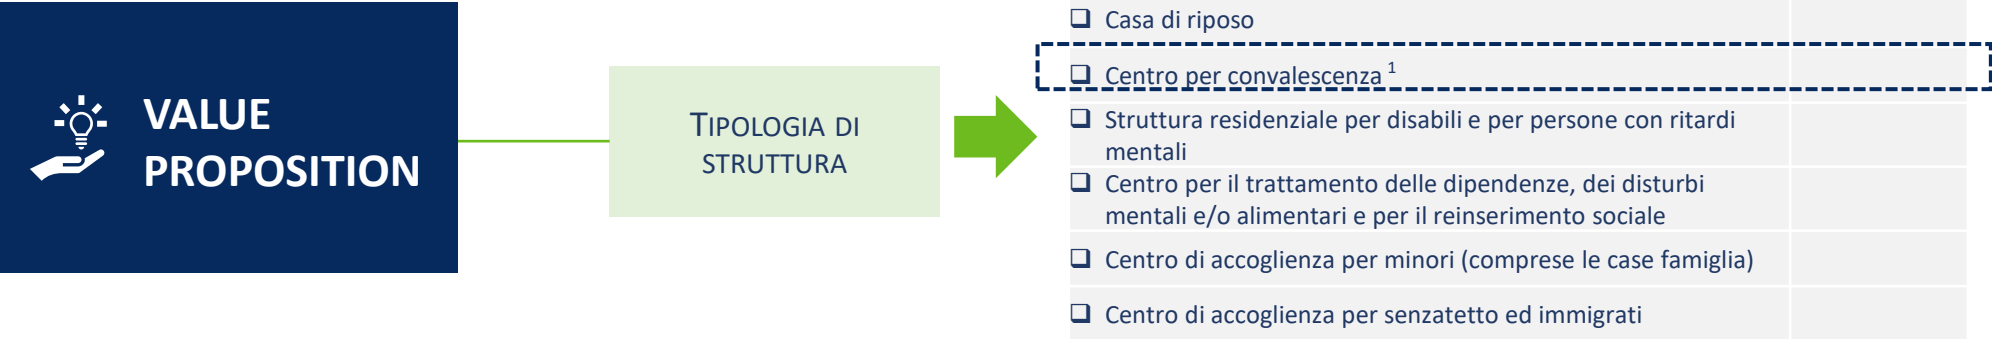 VALUE
PROPOSITION
TIPOLOGIA DI
STRUTTURA
❑ Casa di riposo
❑ Centro per convalescenza ¹
❑ Struttura residenziale per disabili e per persone con ritardi
mentali
❑ Centro per il trattamento delle dipendenze, dei disturbi
mentali e/o alimentari e per il reinserimento sociale
❑ Centro di accoglienza per minori (comprese le case famiglia)
❑ Centro di accoglienza per senzatetto ed immigrati